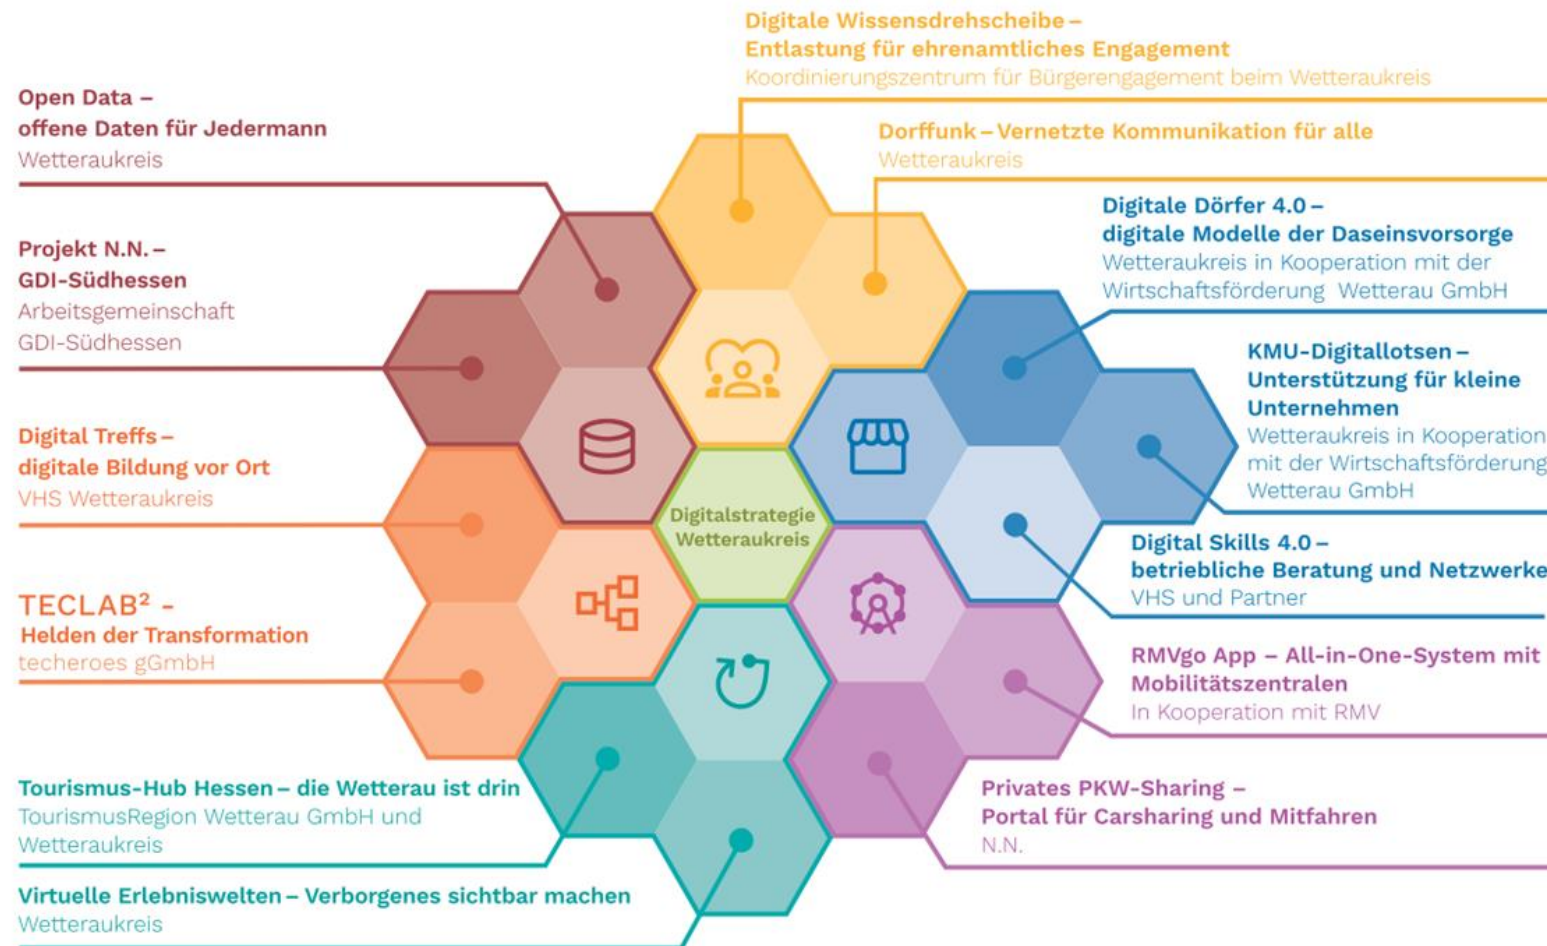 Digitale Wissensdrehscheibe –
Entlastung für ehrenamtliches Engagement
Koordinierungszentrum für Bürgerengagement beim Wetteraukreis
Open Data –
offene Daten für Jedermann
Wetteraukreis
Dorffunk – Vernetzte Kommunikation für alle
Wetteraukreis
Digitale Dörfer 4.0 –
digitale Modelle der Daseinsvorsorge
Wetteraukreis in Kooperation mit der
Wirtschaftsförderung Wetterau GmbH
Projekt N.N. –
GDI-Südhessen
Arbeitsgemeinschaft
GDI-Südhessen
KMU-Digitallotsen –
Unterstützung für kleine
Unternehmen
Wetteraukreis in Kooperation
mit der Wirtschaftsförderung
Wetterau GmbH
Digital Treffs –
digitale Bildung vor Ort
VHS Wetteraukreis
Digitalstrategie
Wetteraukreis
Digital Skills 4.0 –
betriebliche Beratung und Netzwerke
VHS und Partner
TECLAB² -
Helden der Transformation
techeroes gGmbH
RMVgo App – All-in-One-System mit
Mobilitätszentralen
In Kooperation mit RMV
Tourismus-Hub Hessen – die Wetterau ist drin
TourismusRegion Wetterau GmbH und
Wetteraukreis
Privates PKW-Sharing –
Portal für Carsharing und Mitfahren
N.N.
Virtuelle Erlebniswelten – Verborgenes sichtbar machen
Wetteraukreis